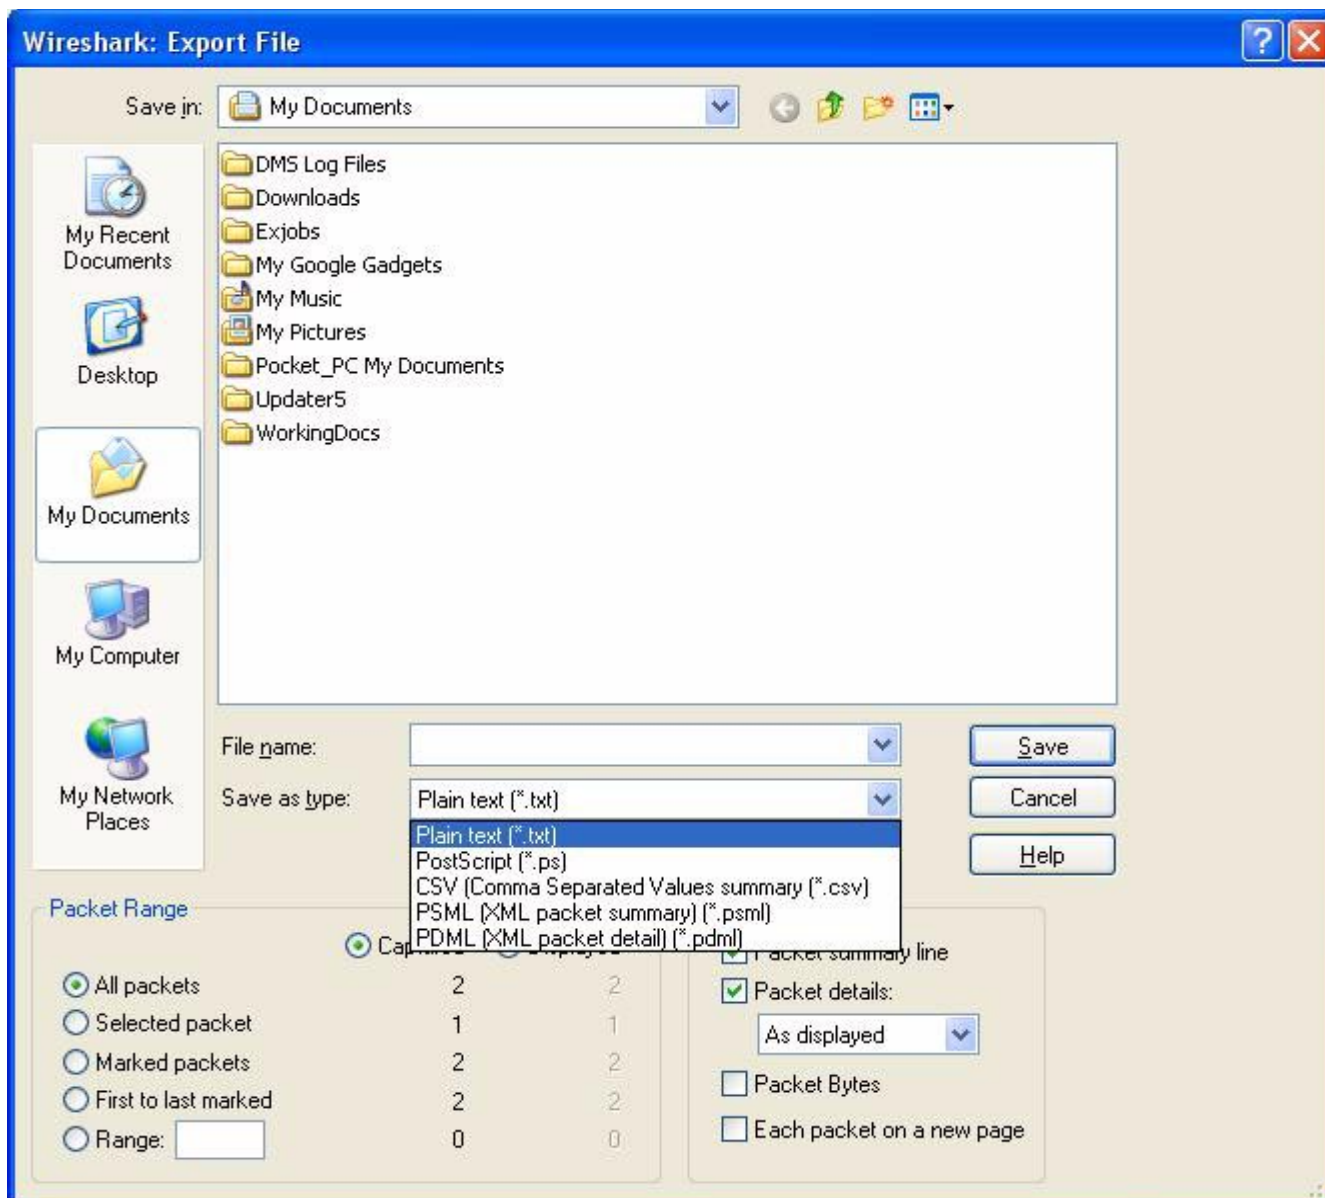 Wireshark: Export File
Save in: My Documents
My Recent Documents
Desktop
My Documents
My Computer
My Network Places
DMS Log Files
Downloads
Exjobs
My Google Gadgets
My Music
My Pictures
Pocket_PC My Documents
Updater5
WorkingDocs
File name:
Save
Save as type: Plain text (*.txt)
Cancel
Plain text (*.txt)
PostScript (*.ps)
CSV (Comma Separated Values summary (*.csv)
PSML (XML packet summary) (*.psml)
PDML (XML packet detail) (*.pdml)
Help
Packet Range
All packets 2 2
Selected packet 1 1
Marked packets 2 2
First to last marked 2 2
Range: 0 0
Packet summary line
Packet details:
As displayed
Packet Bytes
Each packet on a new page